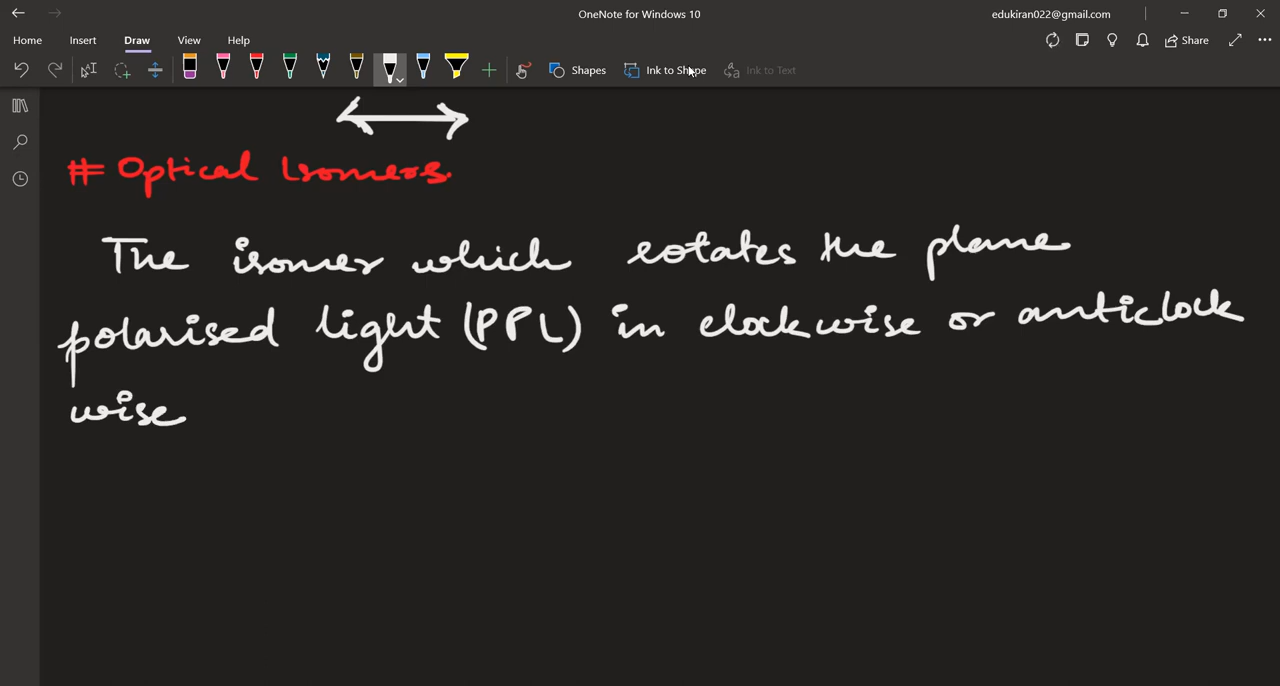 OneNote for Windows 10
edukiran022@gmail.com
Home Insert Draw View Help
Share
Shapes Ink to Shape Ink to Text
# Optical Isomers.
The isomer which rotates the plane
polarised light (PPL) in clockwise or anticlock
wise